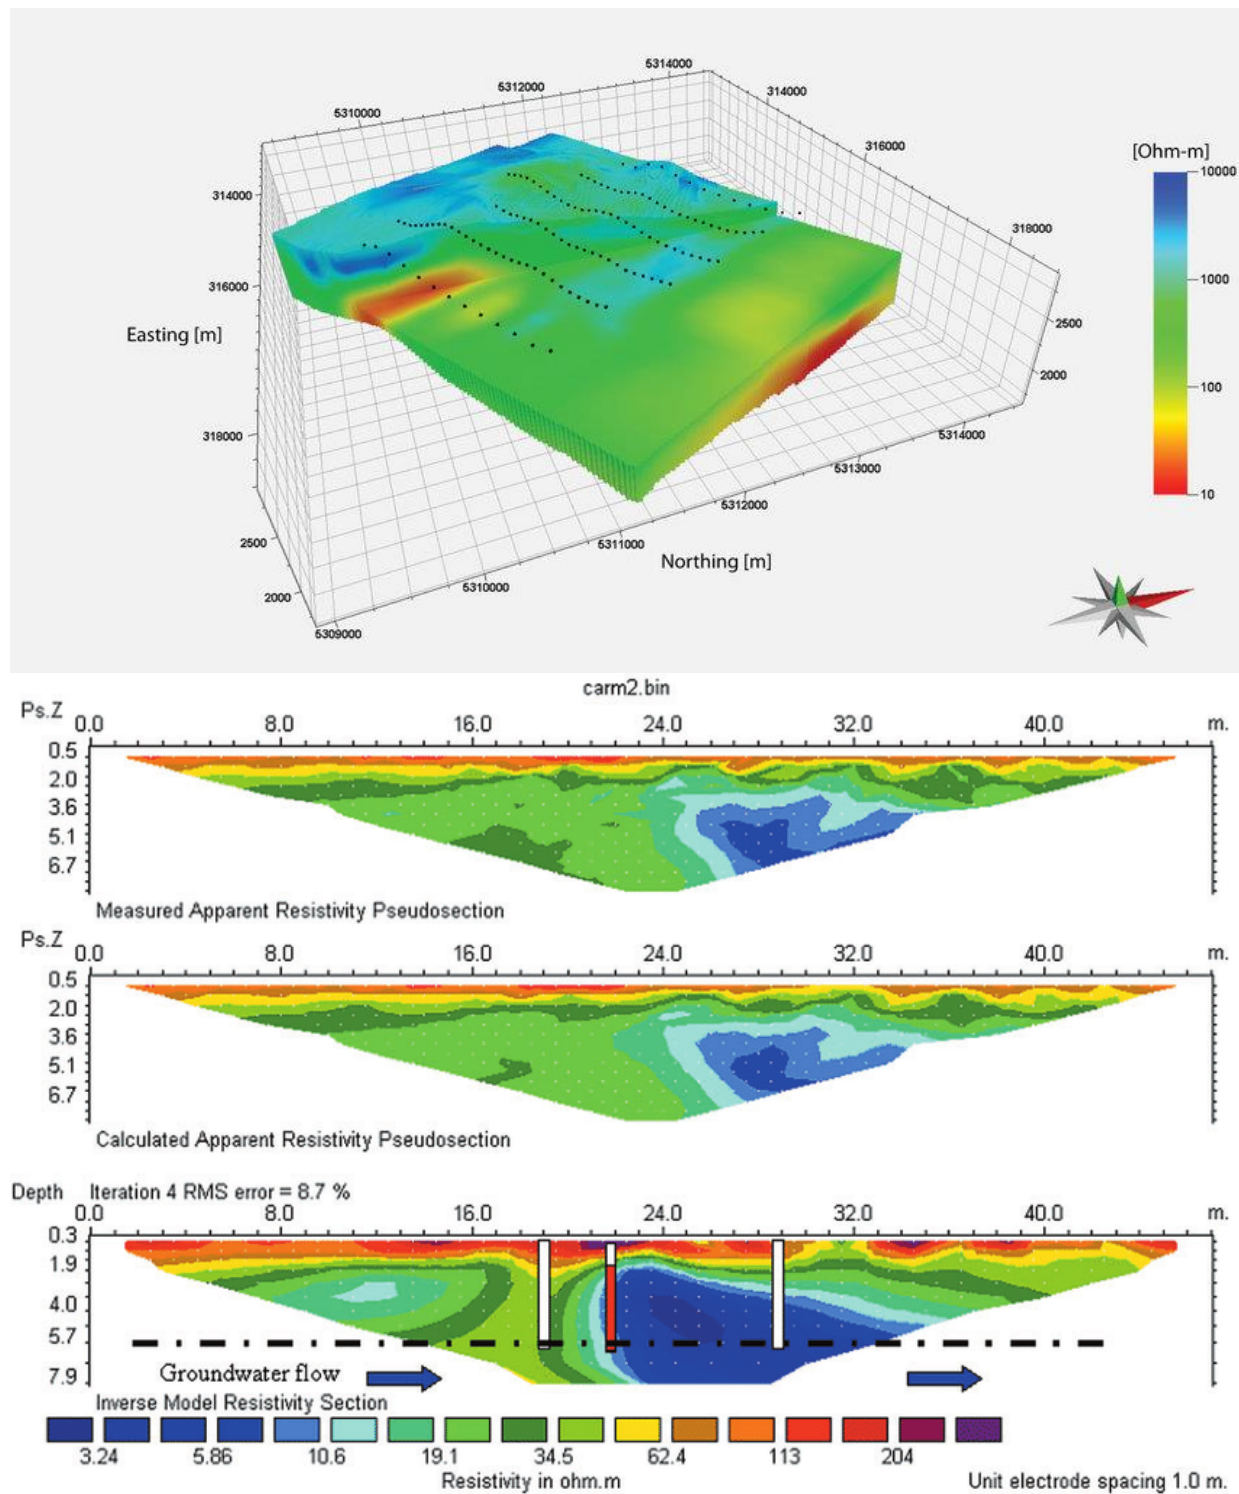 5314000
5312000
314000
5310000
316000
[Ohm-m]
10000
314000
318000
1000
316000
Easting [m]
2500
100
2000
318000
5314000
5313000
10
5312000
2500
5311000
Northing [m]
5310000
2000
5309000
carm2.bin
Ps.Z 0.0 8.0 16.0 24.0 32.0 40.0 m.
0.5
2.0
3.6
5.1
6.7
Measured Apparent Resistivity Pseudosection
Ps.Z 0.0 8.0 16.0 24.0 32.0 40.0 m.
0.5
2.0
3.6
5.1
6.7
Calculated Apparent Resistivity Pseudosection
Depth Iteration 4 RMS error = 8.7 %
0.0 8.0 16.0 24.0 32.0 40.0 m.
0.3
1.9
4.0
5.7
Groundwater flow
7.9
Inverse Model Resistivity Section
3.24 5.86 10.6 19.1 34.5 62.4 113 204
Resistivity in ohm.m Unit electrode spacing 1.0 m.